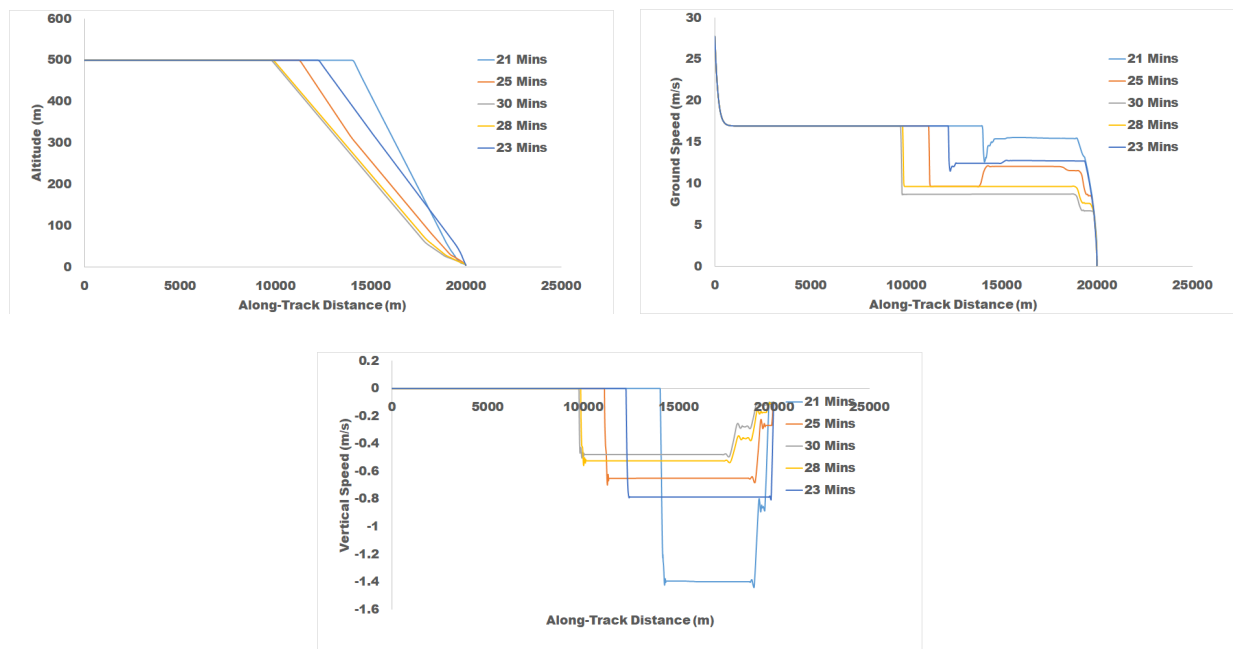 600
500
400
300
200
100
0
Altitude (m)
0 5000 10000 15000 20000 25000
Along-Track Distance (m)
21 Mins
25 Mins
30 Mins
28 Mins
23 Mins
30
25
20
15
10
5
0
Ground Speed (m/s)
0 5000 10000 15000 20000 25000
Along-Track Distance (m)
21 Mins
25 Mins
30 Mins
28 Mins
23 Mins
0.2
0
-0.2
-0.4
-0.6
-0.8
-1
-1.2
-1.4
-1.6
Vertical Speed (m/s)
0 5000 10000 15000 20000 25000
21 Mins
25 Mins
30 Mins
28 Mins
23 Mins
Along-Track Distance (m)